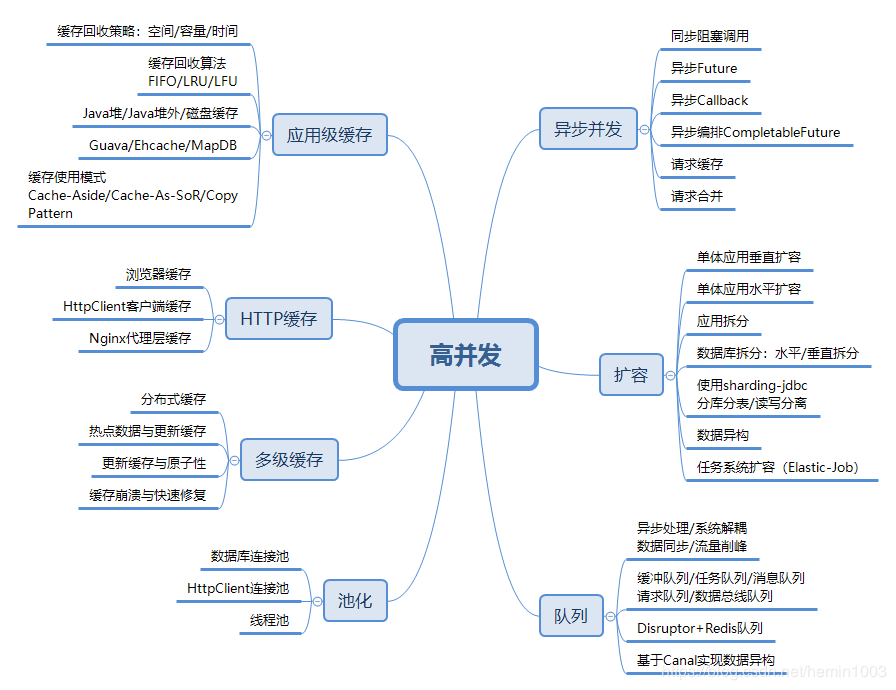 高并发
应用级缓存
缓存回收策略：空间/容量/时间
缓存回收算法
FIFO/LRU/LFU
Java堆/Java堆外/磁盘缓存
Guava/Ehcache/MapDB
缓存使用模式
Cache-Aside/Cache-As-SoR/Copy
Pattern
HTTP缓存
浏览器缓存
HttpClient客户端缓存
Nginx代理层缓存
多级缓存
分布式缓存
热点数据与更新缓存
更新缓存与原子性
缓存崩溃与快速修复
池化
数据库连接池
HttpClient连接池
线程池
异步并发
同步阻塞调用
异步Future
异步Callback
异步编排CompletableFuture
请求缓存
请求合并
扩容
单体应用垂直扩容
单体应用水平扩容
应用拆分
数据库拆分：水平/垂直拆分
使用sharding-jdbc
分库分表/读写分离
数据异构
任务系统扩容（Elastic-Job）
队列
异步处理/系统解耦
数据同步/流量削峰
缓冲队列/任务队列/消息队列
请求队列/数据总线队列
Disruptor+Redis队列
基于Canal实现数据异构
https://blog.csdn.net/hemin1003